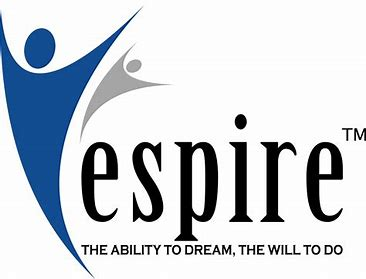 espire™
THE ABILITY TO DREAM, THE WILL TO DO